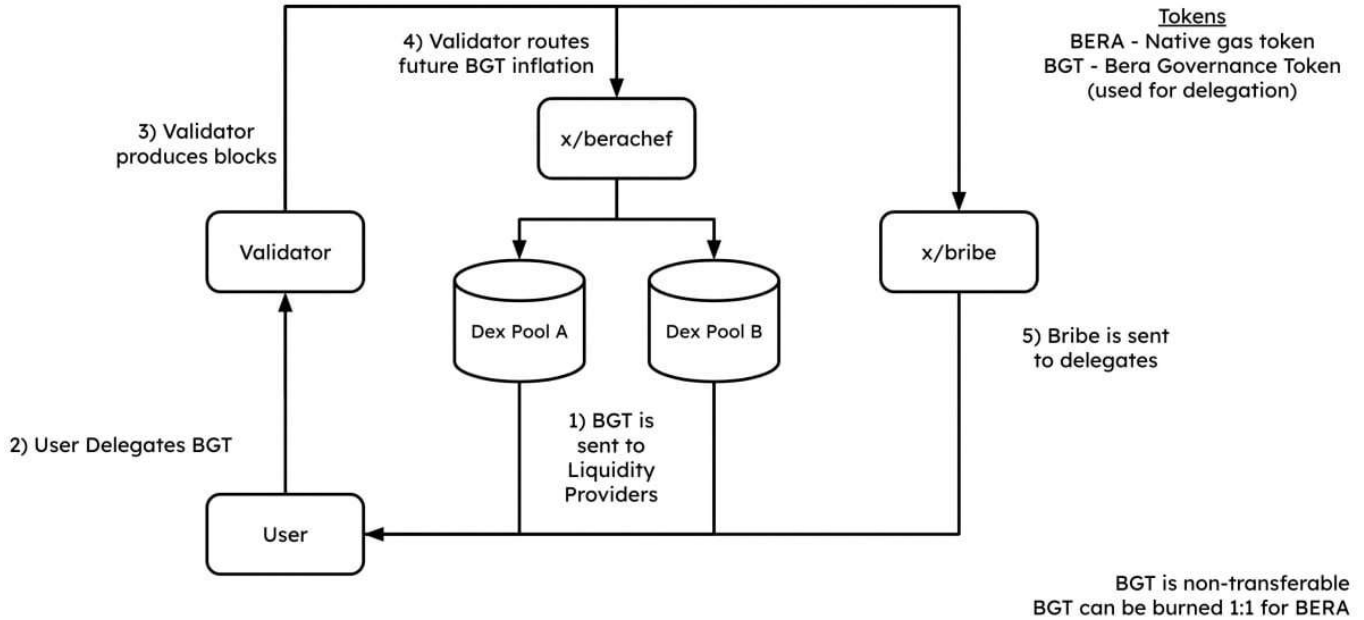 Tokens
BERA - Native gas token
BGT - Bera Governance Token
(used for delegation)
4) Validator routes
future BGT inflation
3) Validator
produces blocks
x/berachef
Validator
x/bribe
Dex Pool A
Dex Pool B
5) Bribe is sent
to delegates
1) BGT is
sent to
Liquidity
Providers
2) User Delegates BGT
User
BGT is non-transferable
BGT can be burned 1:1 for BERA